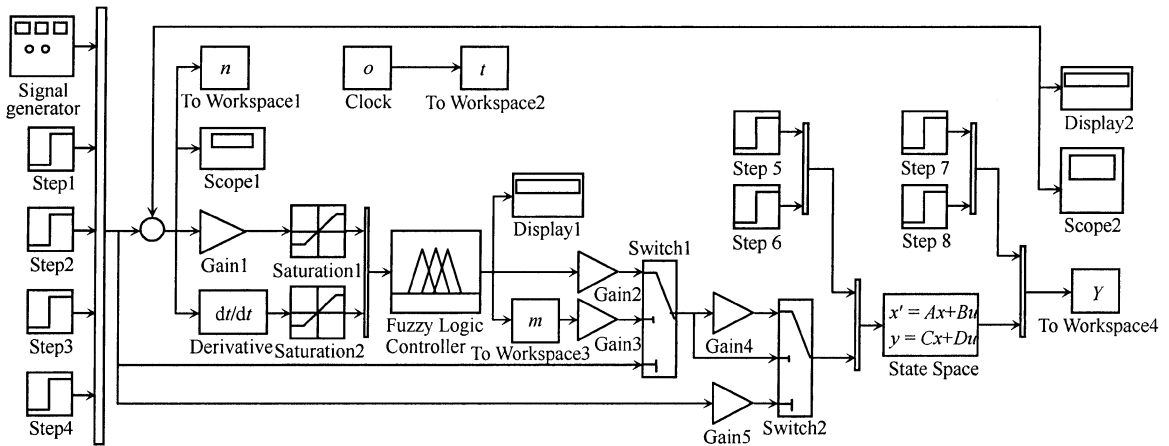 Signal
generator
Step1
Step2
Step3
Step4
n
To Workspace1
o
Clock
t
To Workspace2
Scope1
Gain1
Saturation1
dt/dt
Derivative
Saturation2
Fuzzy Logic
Controller
Display1
m
To Workspace3
Gain2
Gain3
Switch1
Gain4
Gain5
Switch2
Step 5
Step 6
Step 7
Step 8
x' = Ax+Bu
y = Cx+Du
State Space
Display2
Scope2
Y
To Workspace4